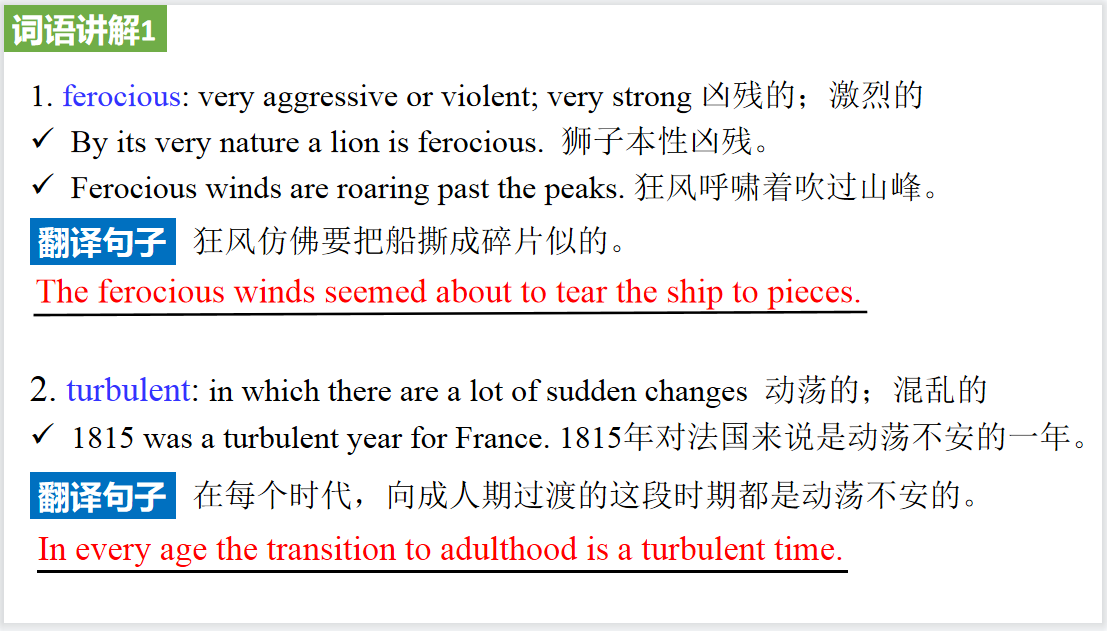 词语讲解1
1. ferocious: very aggressive or violent; very strong 凶残的；激烈的
✓ By its very nature a lion is ferocious. 狮子本性凶残。
✓ Ferocious winds are roaring past the peaks. 狂风呼啸着吹过山峰。
翻译句子 狂风仿佛要把船撕成碎片似的。
The ferocious winds seemed about to tear the ship to pieces.
2. turbulent: in which there are a lot of sudden changes 动荡的；混乱的
✓ 1815 was a turbulent year for France. 1815年对法国来说是动荡不安的一年。
翻译句子 在每个时代，向成人期过渡的这段时期都是动荡不安的。
In every age the transition to adulthood is a turbulent time.